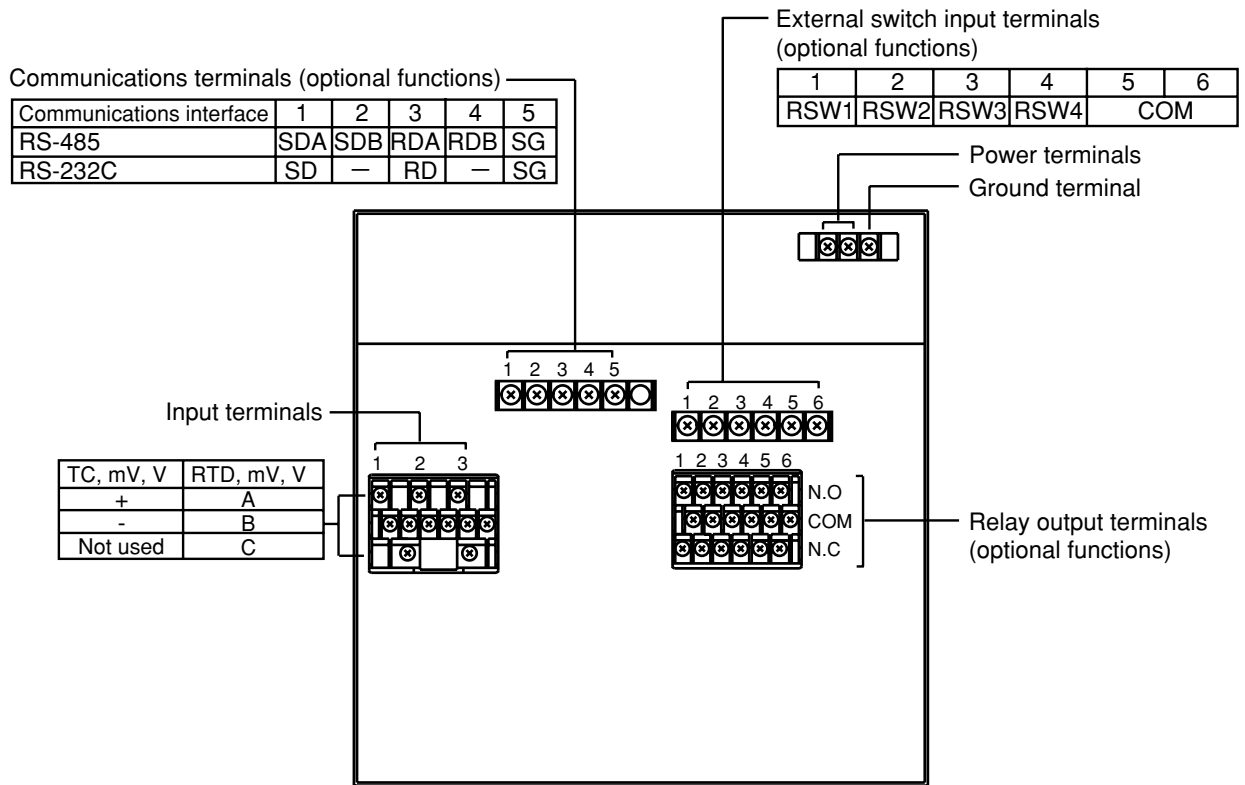 External switch input terminals
(optional functions)
1 2 3 4 5 6
RSW1 RSW2 RSW3 RSW4 COM
Communications terminals (optional functions)
Communications interface 1 2 3 4 5
RS-485 SDA SDB RDA RDB SG
RS-232C SD — RD — SG
Power terminals
Ground terminal
1 2 3 4 5
1 2 3 4 5 6
Input terminals
1 2 3
TC, mV, V RTD, mV, V
+ A
- B
Not used C
1 2 3 4 5 6
N.O
COM
N.C
Relay output terminals
(optional functions)